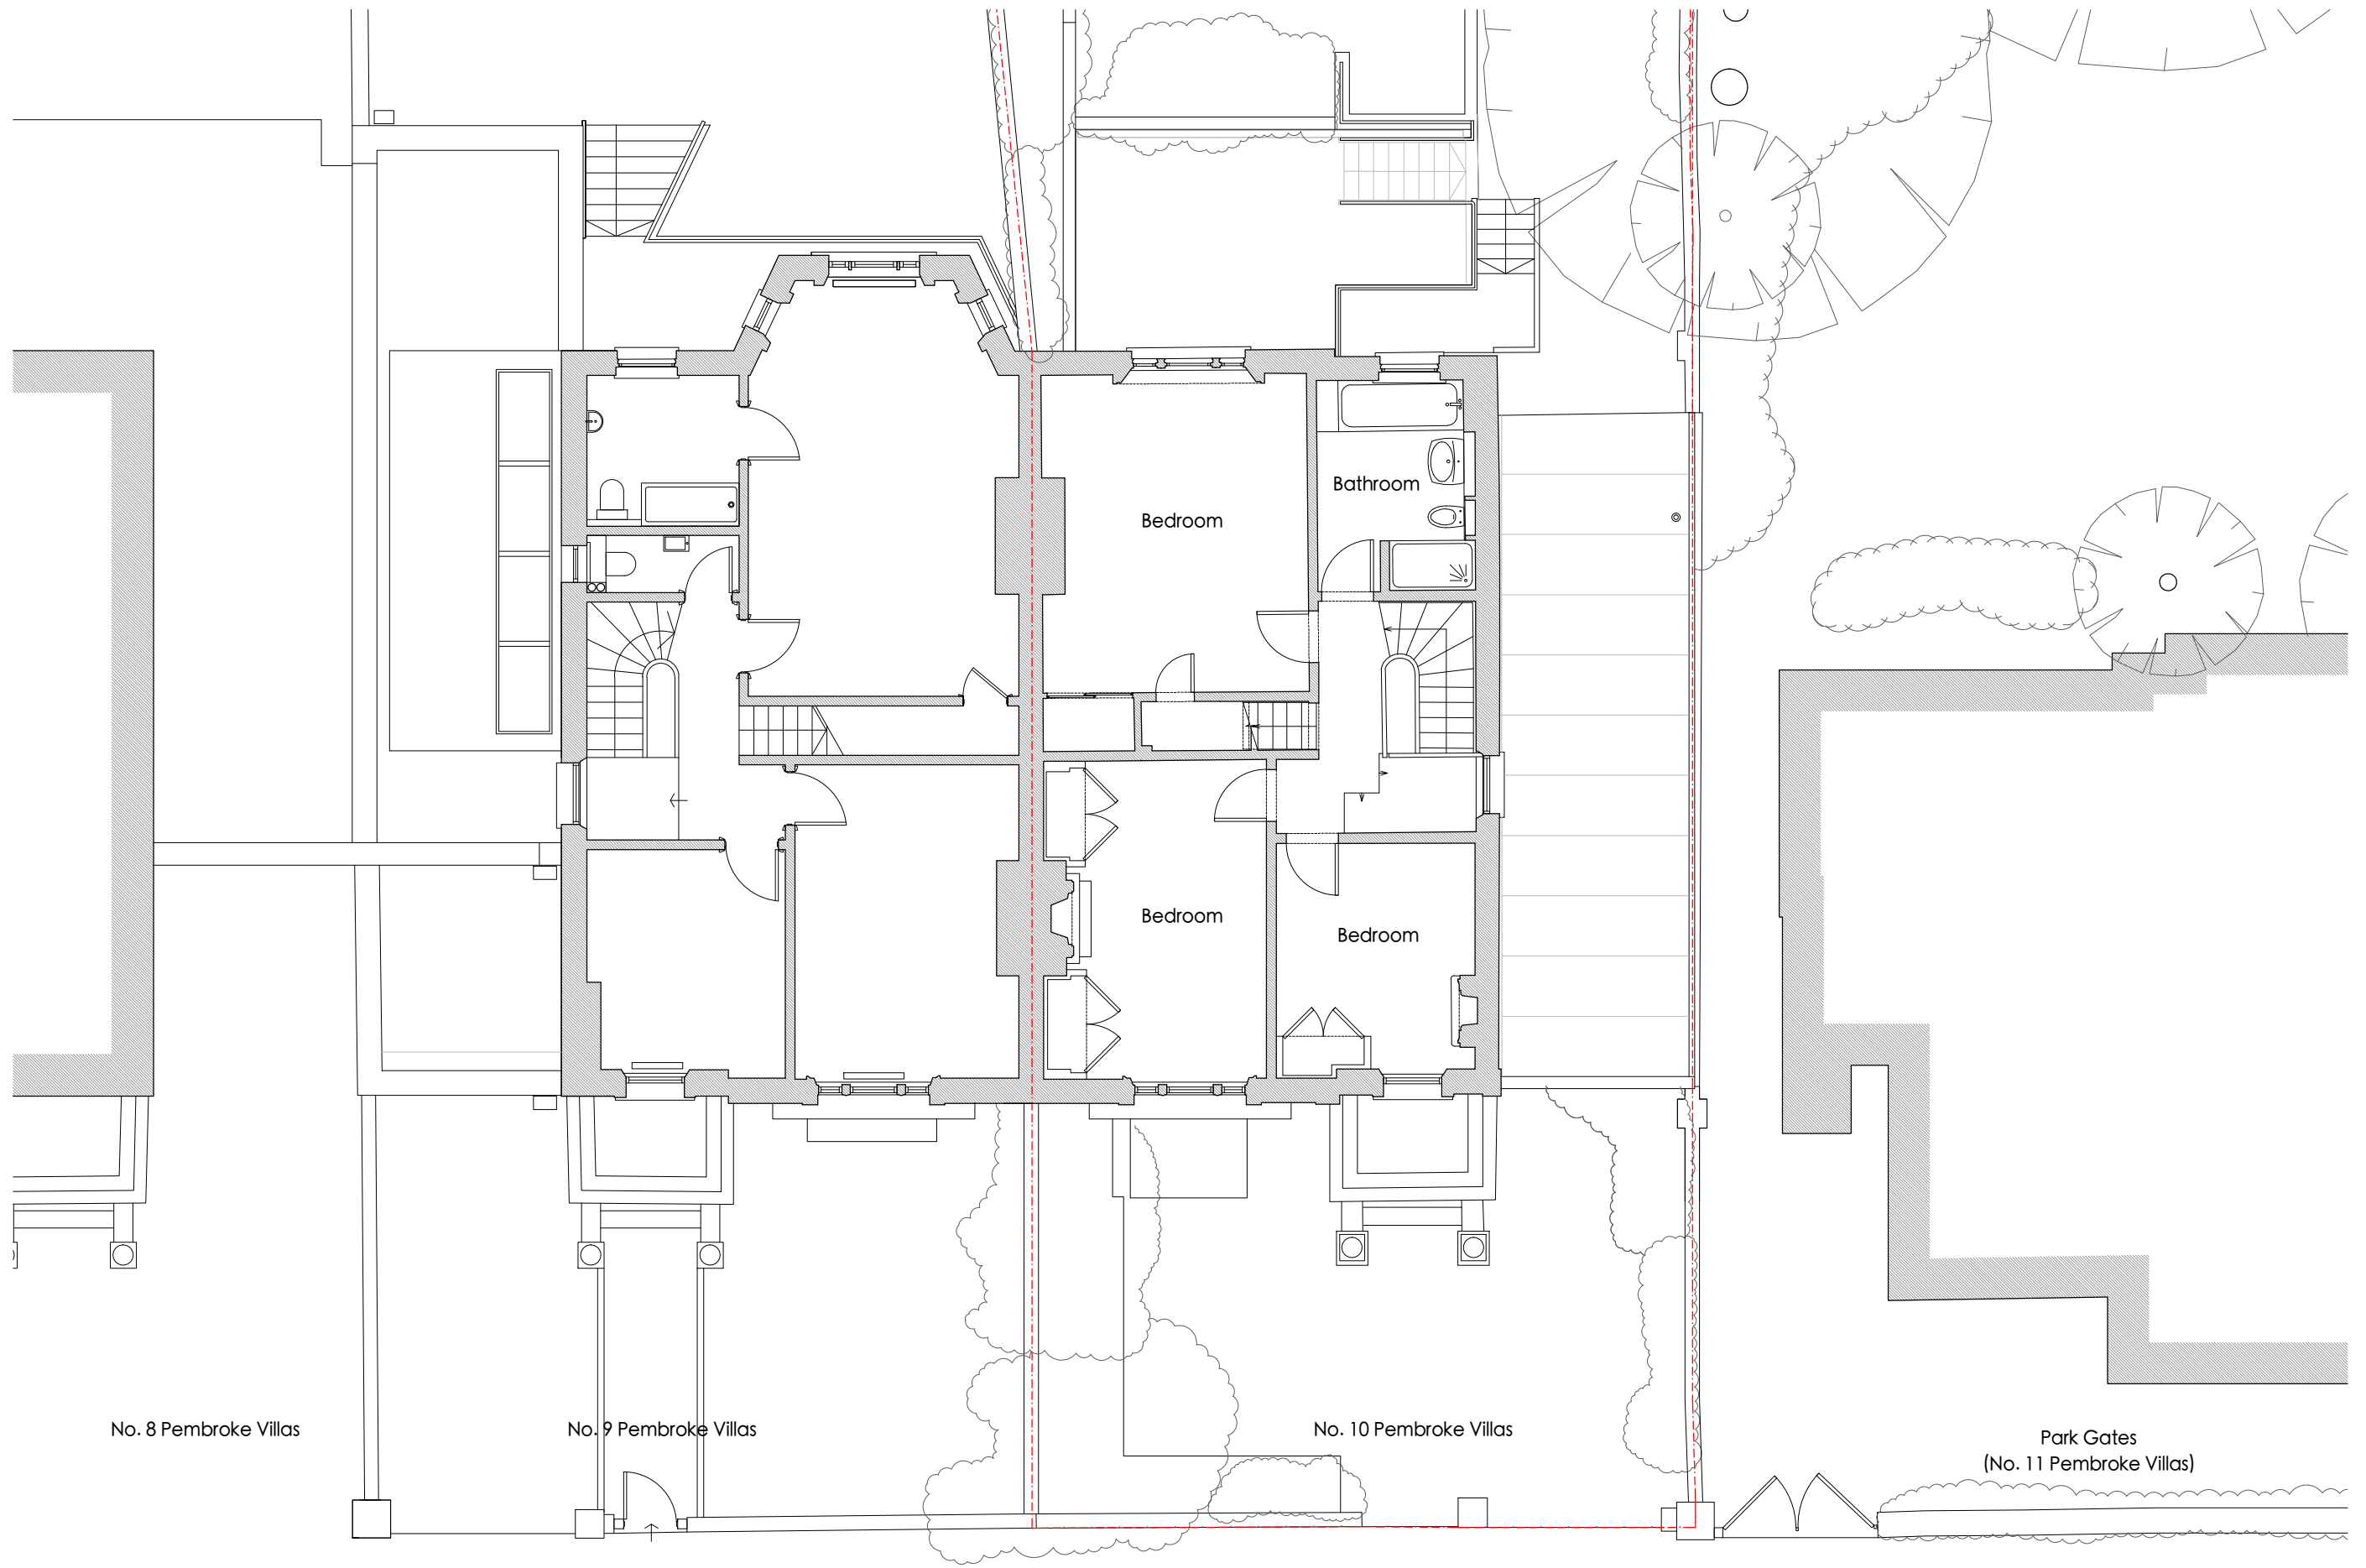 Bathroom
Bedroom
Bedroom
Bedroom
No. 8 Pembroke Villas
No. 9 Pembroke Villas
No. 10 Pembroke Villas
Park Gates
(No. 11 Pembroke Villas)